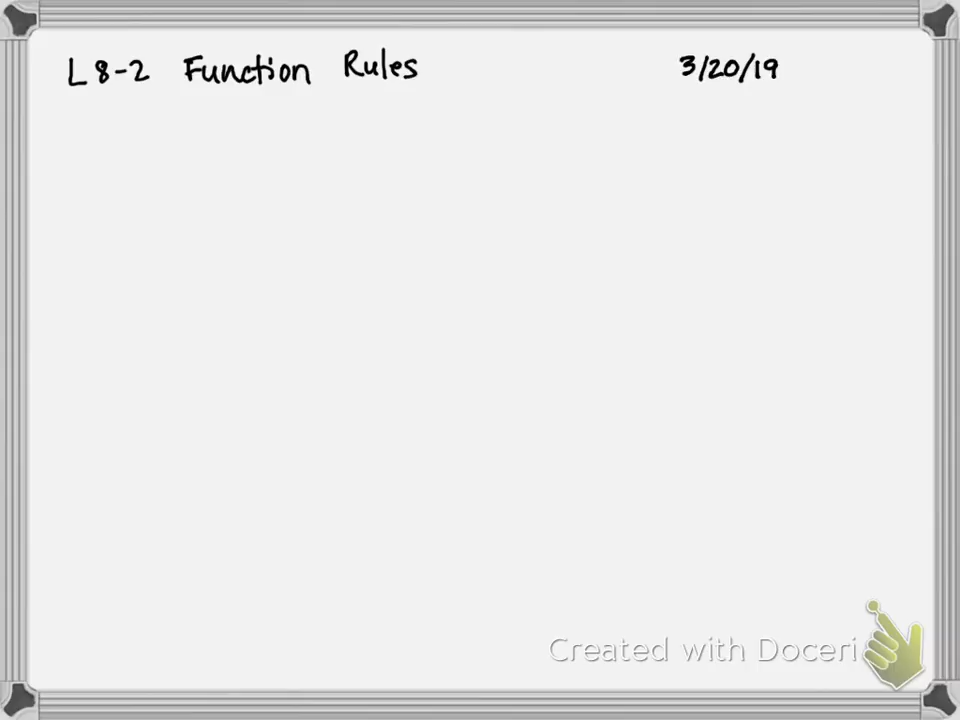 L 8-2 Function Rules 3/20/19
Created with Doceri